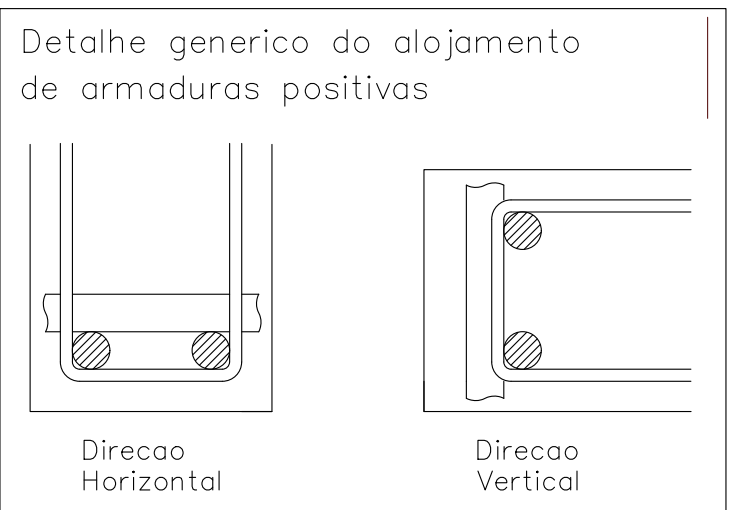 Detalhe generico do alojamento
de armaduras positivas
Direcao
Horizontal
Direcao
Vertical